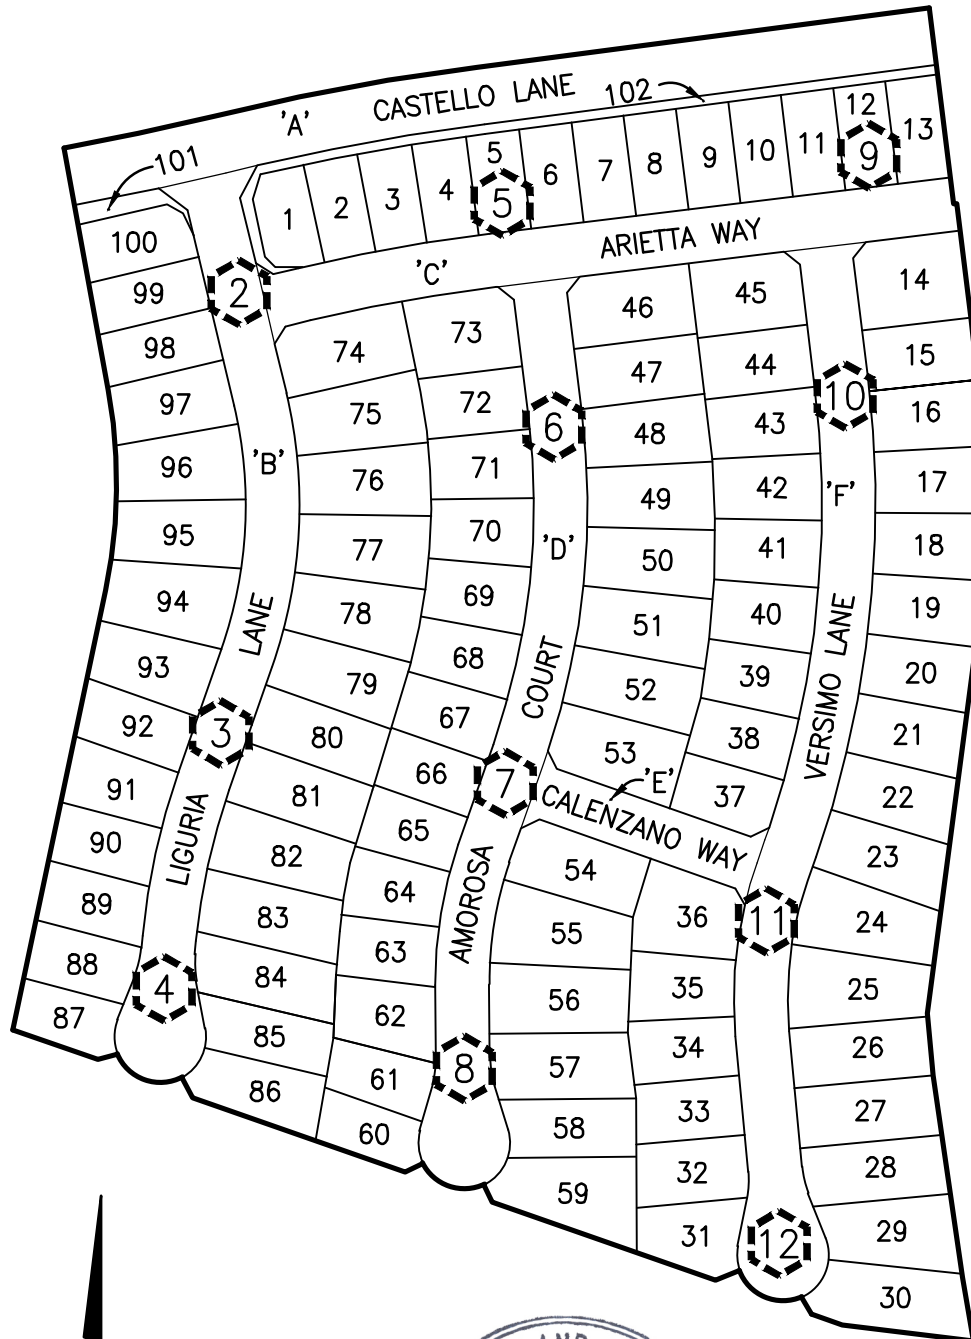 'A' CASTELLO LANE 102
101
5 12 13
1 2 3 4 5 6 7 8 9 10 11 9
100
'C' ARIETTA WAY
99 2 46 45 14
98 74 73 15
97 75 72 47 44 10 16
96 'B' 76 71 6 48 43 17
95 77 70 'D' 49 42 'F' 18
94 78 69 50 41 19
93 LANE 79 68 COURT 51 40 VERSIMO LANE 20
92 3 80 67 52 39 21
91 81 66 7 53 'E' 38 22
90 LIGURIA 82 65 CALENZANO WAY 37 23
89 83 64 AMOROSA 54 36 11 24
88 4 84 63 55 35 25
87 85 62 56 34 26
86 61 8 57 33 27
60 58 32 28
59 31 12 29
30
AND